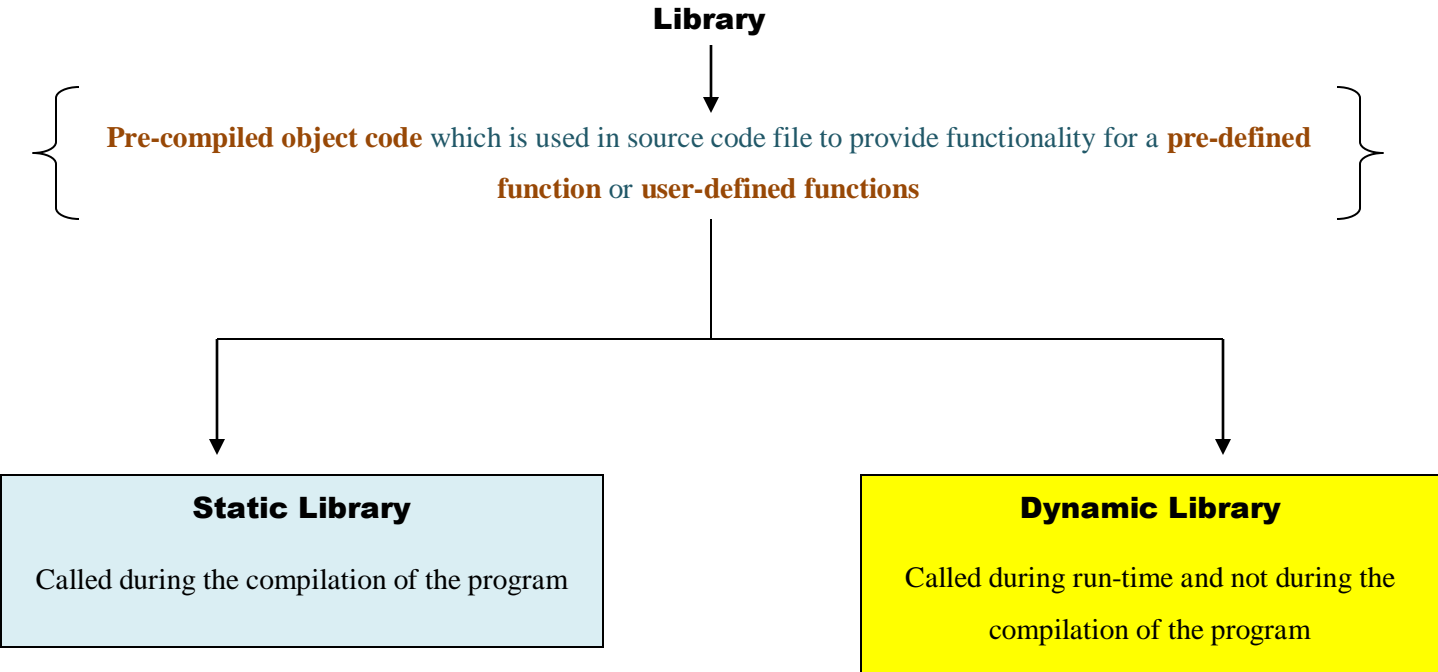 Library
Pre-compiled object code which is used in source code file to provide functionality for a pre-defined
function or user-defined functions
Static Library
Called during the compilation of the program
Dynamic Library
Called during run-time and not during the
compilation of the program